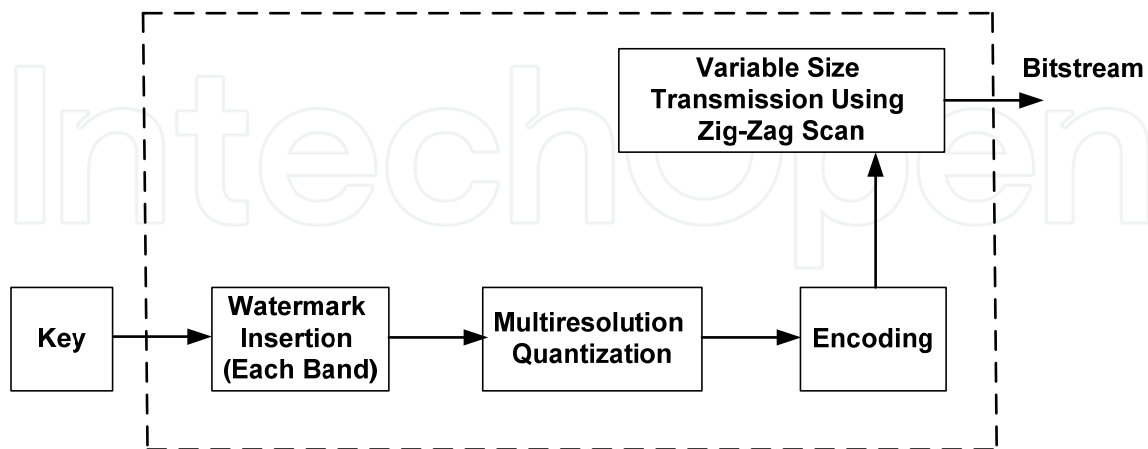 IntechOpen
Variable Size
Transmission Using
Zig-Zag Scan
Bitstream
Key
Watermark
Insertion
(Each Band)
Multiresolution
Quantization
Encoding